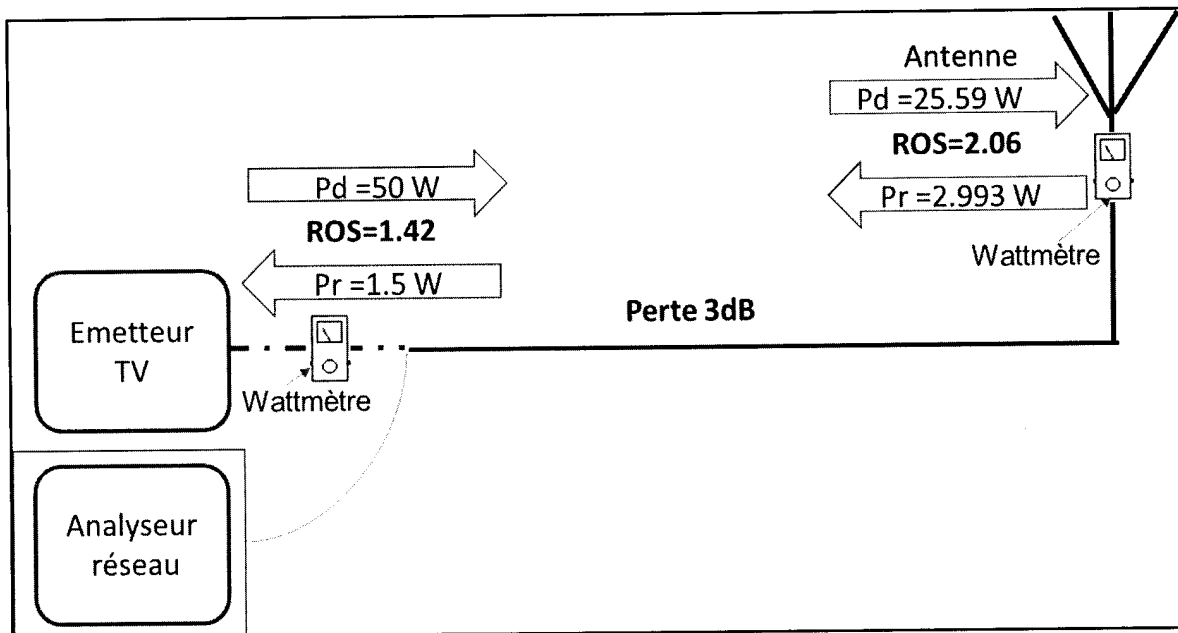 Antenne
Pd =25.59 W
ROS=2.06
Pr =2.993 W
Wattmètre
Pd =50 W
ROS=1.42
Pr =1.5 W
Perte 3dB
Emetteur
TV
Wattmètre
Analyseur
réseau